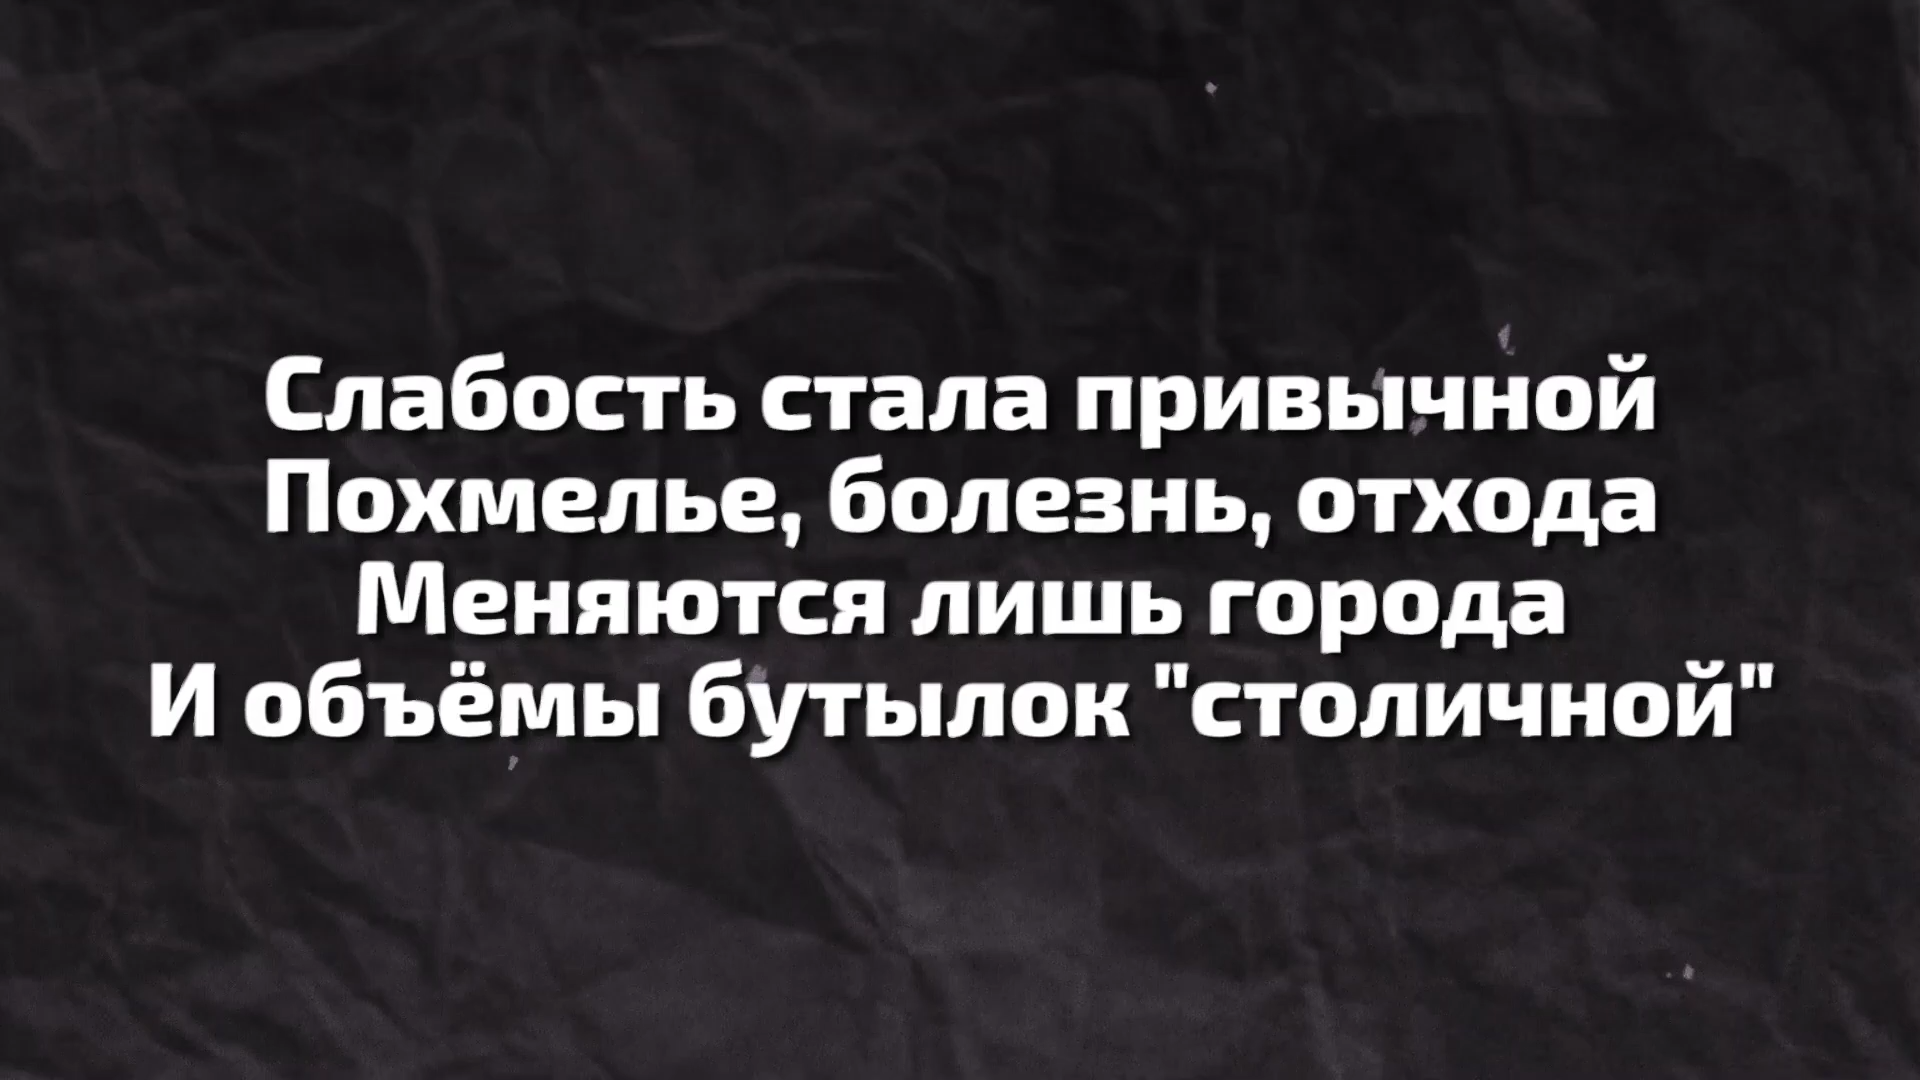 Слабость стала привычной
Похмелье, болезнь, отхода
Меняются лишь города
И объёмы бутылок "столичной"